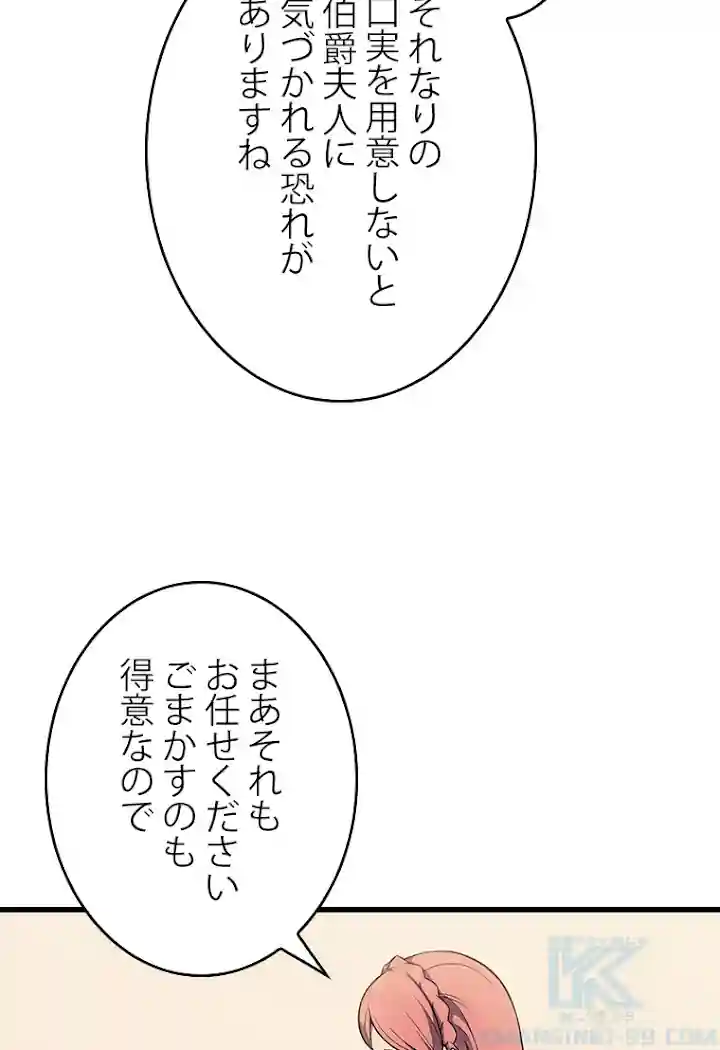 それなりの
口実を用意しないと
伯爵夫人に
気づかれる恐れが
ありますね
まあそれも
お任せください
ごまかすのも
得意なので